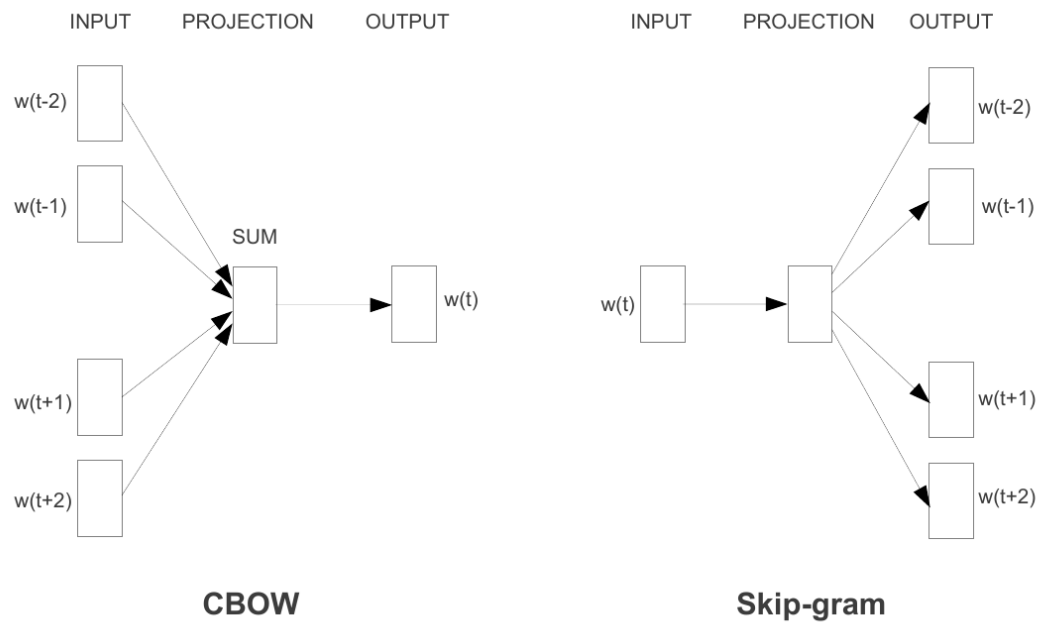 INPUT PROJECTION OUTPUT
w(t-2)
w(t-1)
SUM
w(t)
w(t+1)
w(t+2)
CBOW
INPUT PROJECTION OUTPUT
w(t-2)
w(t-1)
w(t)
w(t+1)
w(t+2)
Skip-gram